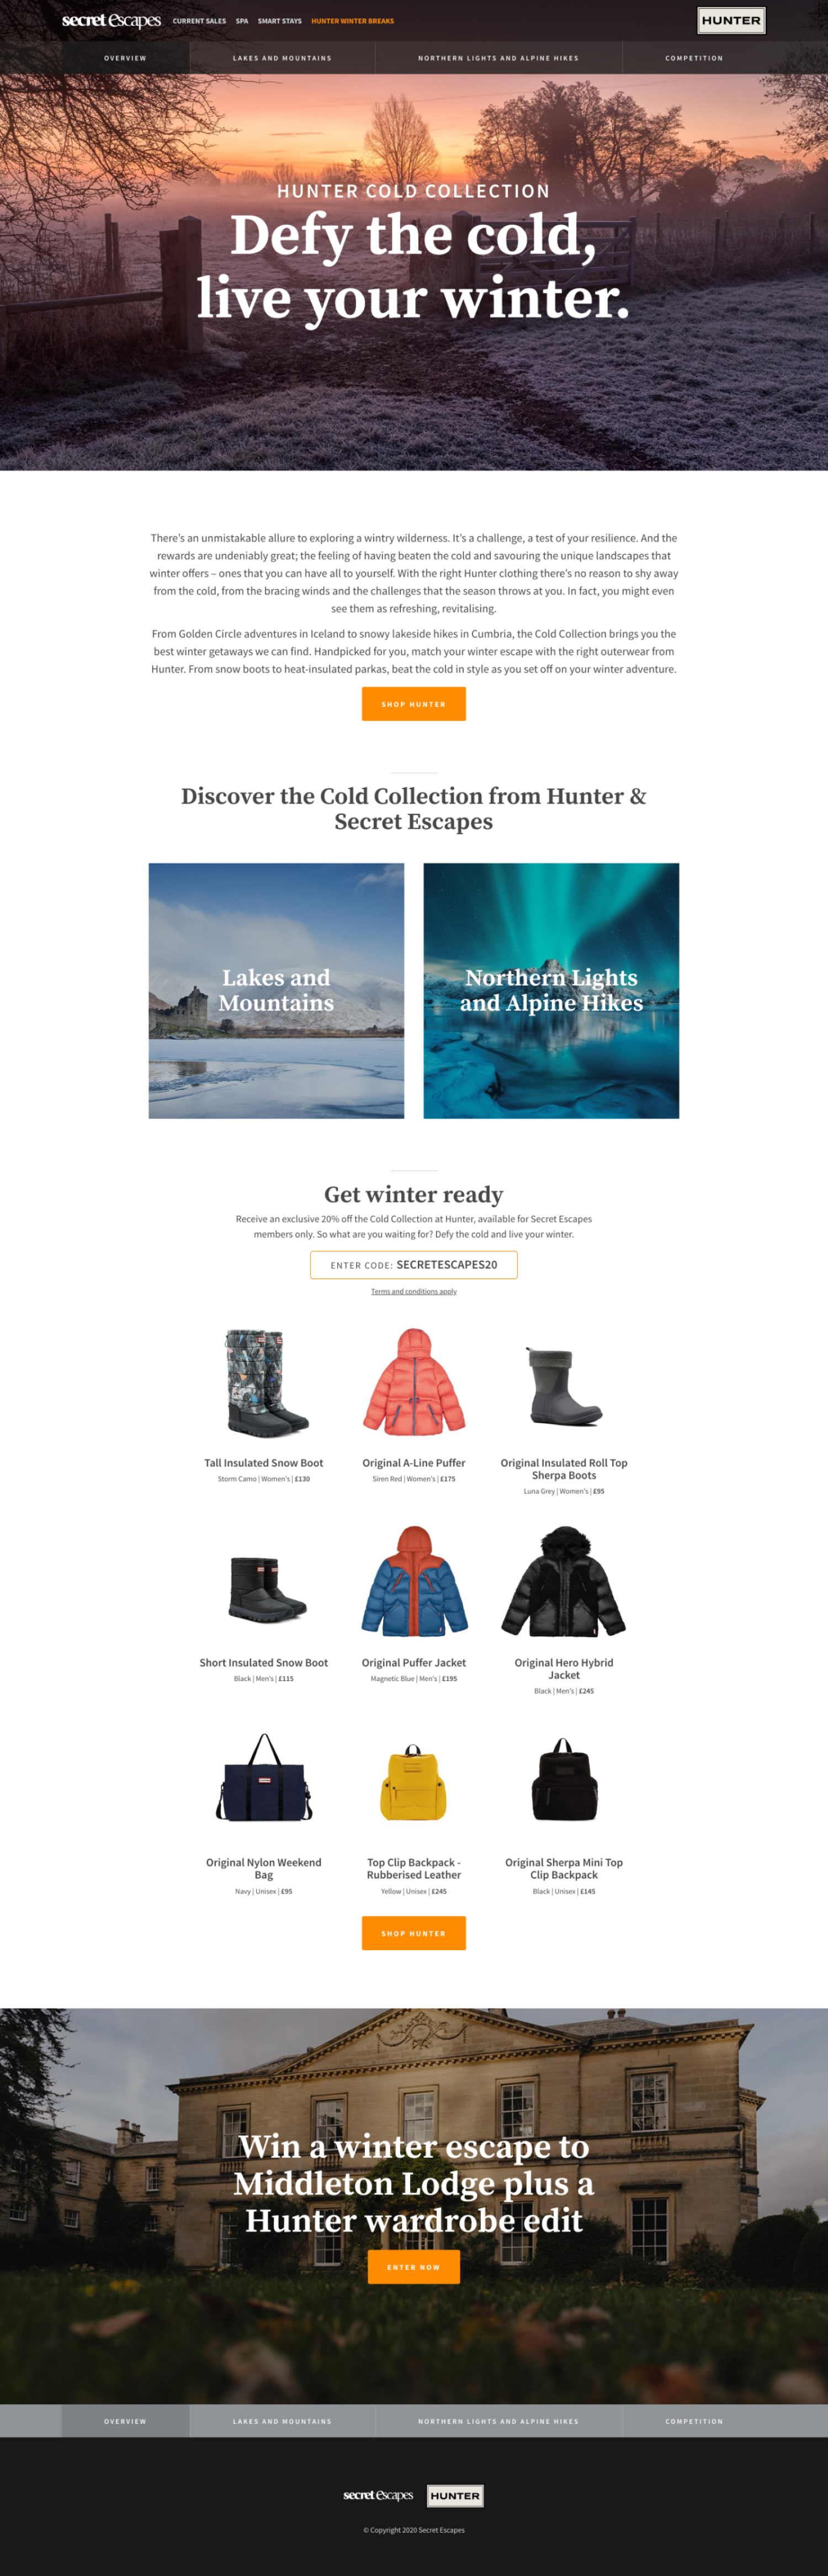 secret Escapes CURRENT SALES SPA SMART STAYS HUNTER WINTER BREAKS HUNTER
OVERVIEW LAKES AND MOUNTAINS NORTHERN LIGHTS AND ALPINE HIKES COMPETITION
HUNTER COLD COLLECTION
Defy the cold,
live your winter.
There's an unmistakable allure to exploring a wintry wilderness. It's a challenge, a test of your resilience. And the
rewards are undeniably great; the feeling of having beaten the cold and savouring the unique landscapes that
winter offers – ones that you can have all to yourself. With the right Hunter clothing there's no reason to shy away
from the cold, from the bracing winds and the challenges that the season throws at you. In fact, you might even
see them as refreshing, revitalising.
From Golden Circle adventures in Iceland to snowy lakeside hikes in Cumbria, the Cold Collection brings you the
best winter getaways we can find. Handpicked for you, match your winter escape with the right outerwear from
Hunter. From snow boots to heat-insulated parkas, beat the cold in style as you set off on your winter adventure.
SHOP HUNTER
Discover the Cold Collection from Hunter &
Secret Escapes
Lakes and
Mountains
Northern Lights
and Alpine Hikes
Get winter ready
Receive an exclusive 20% off the Cold Collection at Hunter, available for Secret Escapes
members only. So what are you waiting for? Defy the cold and live your winter.
ENTER CODE: SECRETESCAPES20
Terms and conditions apply
Tall Insulated Snow Boot
Storm Camo | Women's | £130
Original A-Line Puffer
Siren Red | Women's | £175
Original Insulated Roll Top
Sherpa Boots
Luna Grey | Women's | £95
Short Insulated Snow Boot
Black | Men's | £115
Original Puffer Jacket
Magnetic Blue | Men's | £195
Original Hero Hybrid
Jacket
Black | Men's | £245
Original Nylon Weekend
Bag
Navy | Unisex | £95
Top Clip Backpack -
Rubberised Leather
Yellow | Unisex | £245
Original Sherpa Mini Top
Clip Backpack
Black | Unisex | £145
SHOP HUNTER
Win a winter escape to
Middleton Lodge plus a
Hunter wardrobe edit
ENTER NOW
OVERVIEW LAKES AND MOUNTAINS NORTHERN LIGHTS AND ALPINE HIKES COMPETITION
secret Escapes HUNTER
© Copyright 2020 Secret Escapes